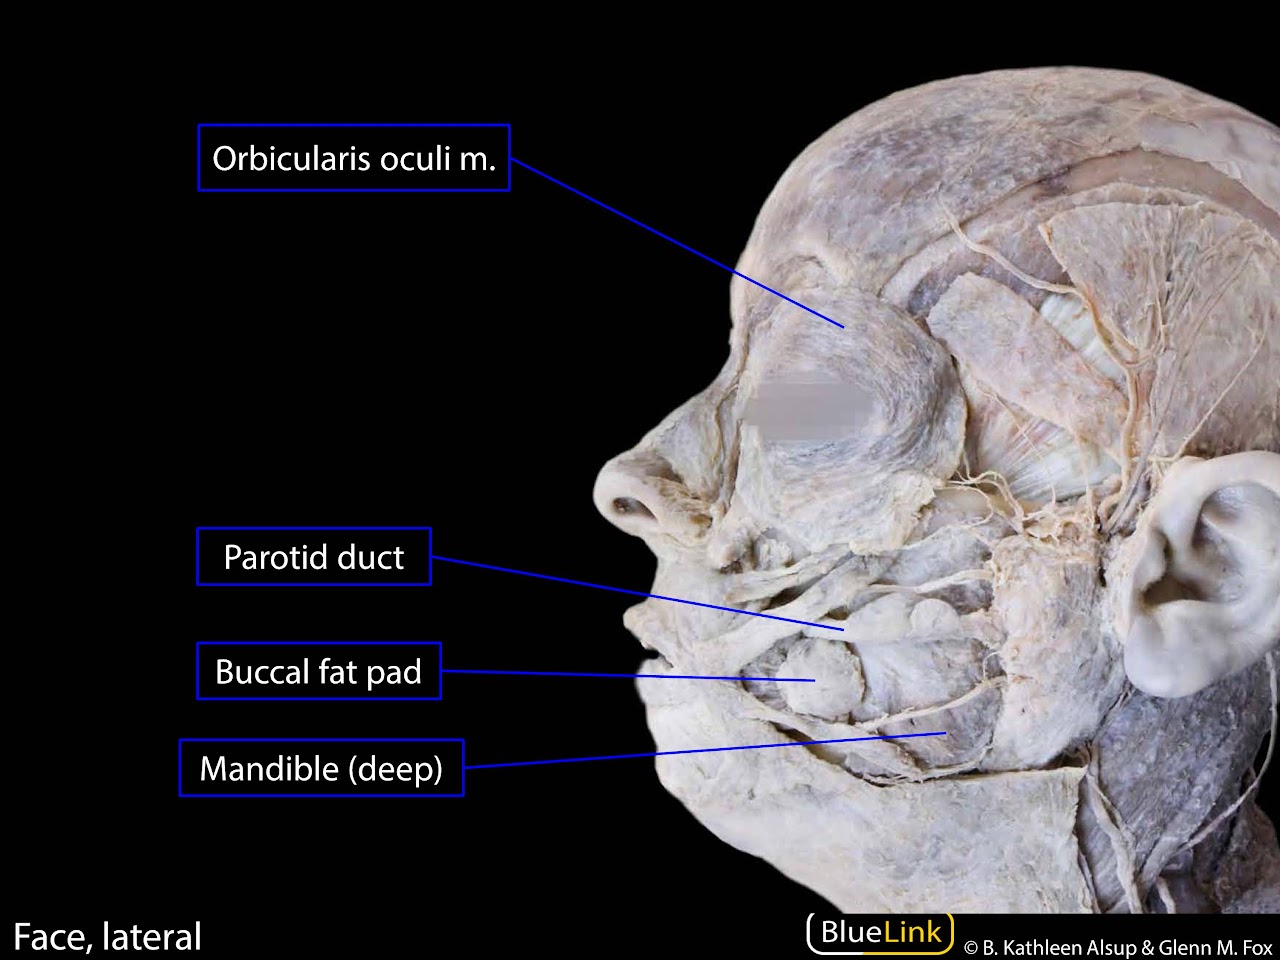 Orbicularis oculi m.
Parotid duct
Buccal fat pad
Mandible (deep)
Face, lateral
BlueLink
© B. Kathleen Alsup & Glenn M. Fox